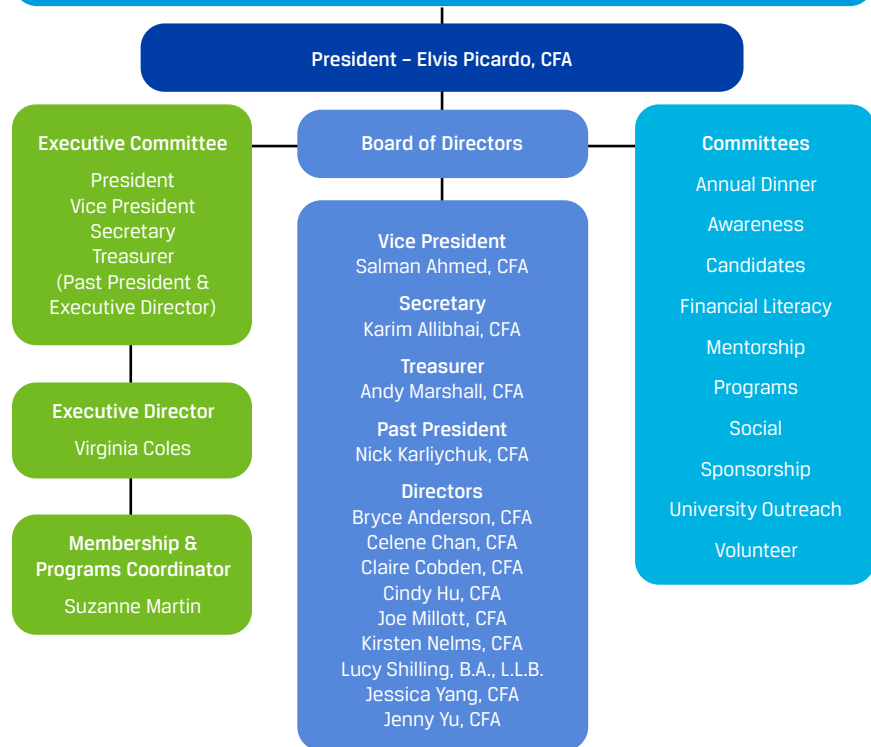 President – Elvis Picardo, CFA
Executive Committee
President
Vice President
Secretary
Treasurer
(Past President &
Executive Director)
Executive Director
Virginia Coles
Membership &
Programs Coordinator
Suzanne Martin
Board of Directors
Vice President
Salman Ahmed, CFA
Secretary
Karim Allibhai, CFA
Treasurer
Andy Marshall, CFA
Past President
Nick Karliychuk, CFA
Directors
Bryce Anderson, CFA
Celene Chan, CFA
Claire Cobden, CFA
Cindy Hu, CFA
Joe Millott, CFA
Kirsten Nelms, CFA
Lucy Shilling, B.A., L.L.B.
Jessica Yang, CFA
Jenny Yu, CFA
Committees
Annual Dinner
Awareness
Candidates
Financial Literacy
Mentorship
Programs
Social
Sponsorship
University Outreach
Volunteer